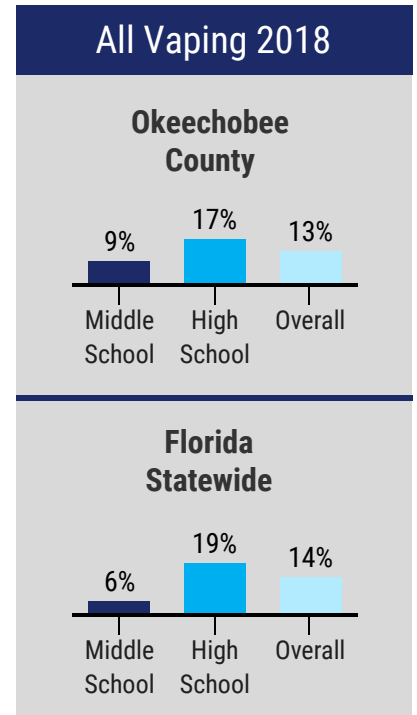 All Vaping 2018
Okeechobee
County
9%
17%
13%
Middle
School
High
School
Overall
Florida
Statewide
6%
19%
14%
Middle
School
High
School
Overall